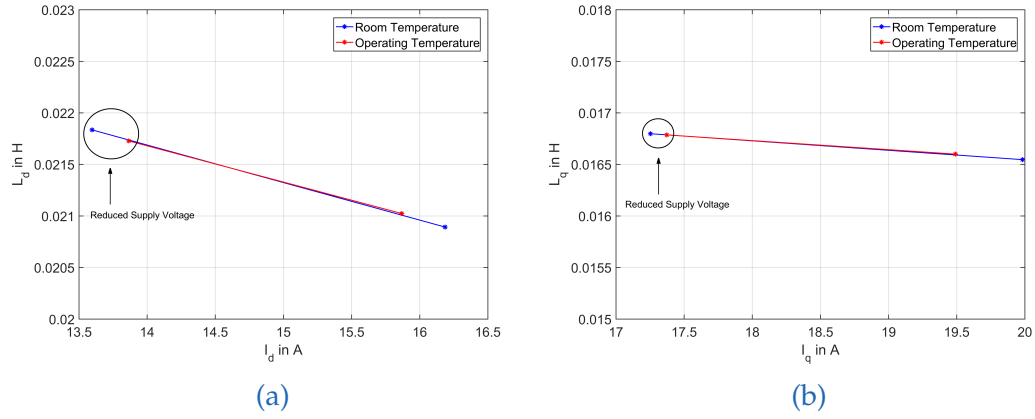 0.023
0.0225
0.022
0.0215
0.021
0.0205
0.02
L_d in H
13.5 14 14.5 15 15.5 16 16.5
I_d in A
Room Temperature
Operating Temperature
Reduced Supply Voltage
(a)
0.018
0.0175
0.017
0.0165
0.016
0.0155
0.015
L_q in H
17 17.5 18 18.5 19 19.5 20
I_q in A
Room Temperature
Operating Temperature
Reduced Supply Voltage
(b)